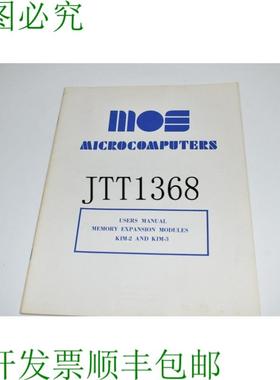 图必究
mos
MICROCOMPUTERS
JTT1368
USERS MANUAL
MEMORY EXPANSION MODULES
KIM-2 AND KIM-3
开发票顺丰包邮